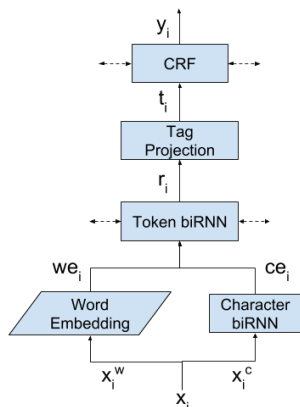 y_i
CRF
t_i
Tag
Projection
r_i
Token biRNN
we_i ce_i
Word
Embedding
Character
biRNN
x_i^w x_i^c
x_i